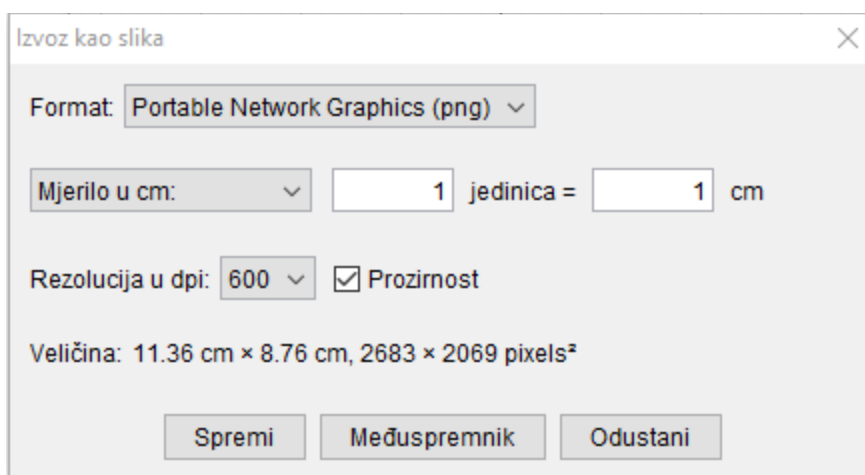 Izvoz kao slika
Format: Portable Network Graphics (png)
Mjerilo u cm: 1 jedinica = 1 cm
Rezolucija u dpi: 600 Prozirnost
Veličina: 11.36 cm × 8.76 cm, 2683 × 2069 pixels²
Spremi Međuspremnik Odustani